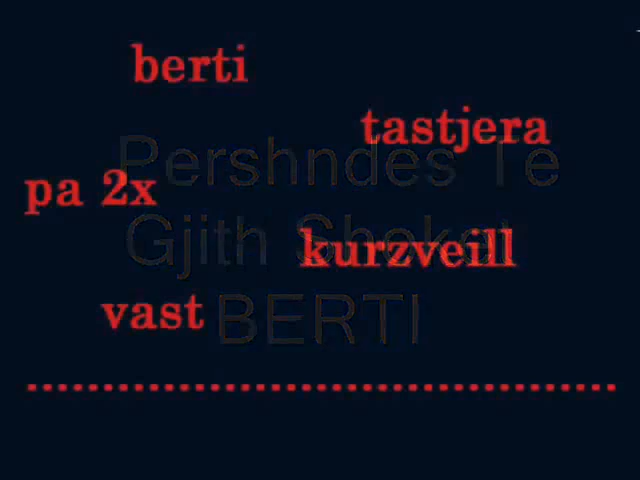 berti
tastjera
Pershndes Te
pa 2x
Gjith
kurzveill
vast
BERTI
.......................................